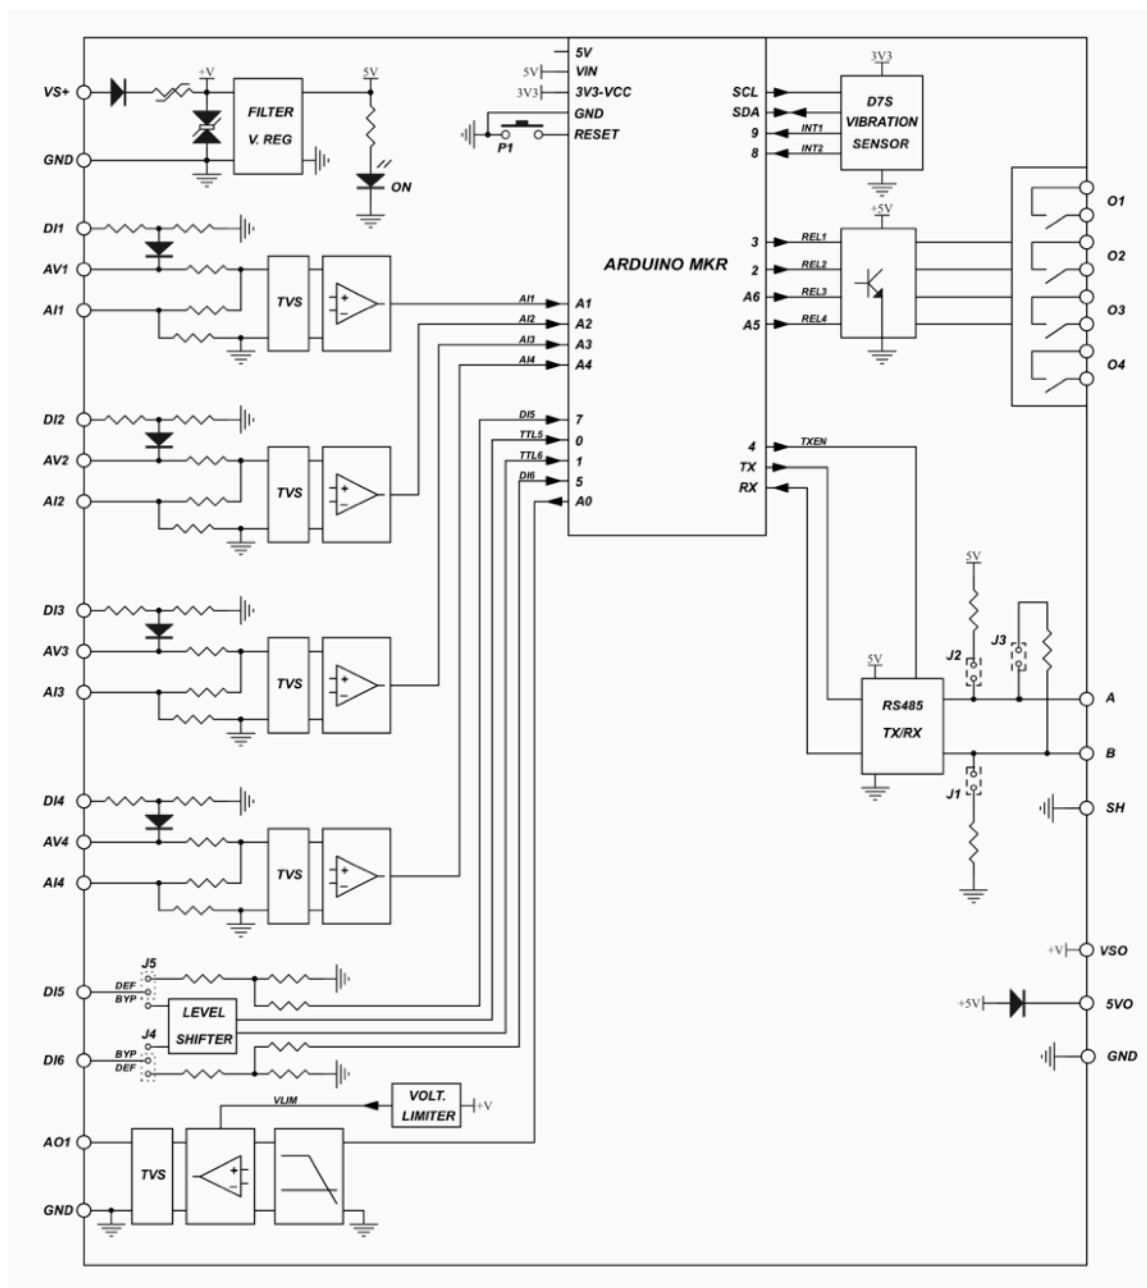 5V
+V
5V
5V VIN
3V3
VS+
3V3 3V3-VCC
SCL
FILTER
V. REG
GND
SDA
D7S
VIBRATION
SENSOR
P1
RESET
9
INT1
8
INT2
GND
ON
DI1
+5V
O1
AV1
ARDUINO MKR
3
REL1
O2
2
REL2
AI1
TVS
+
−
AI1
A1
A6
REL3
O3
AI2
A2
A5
REL4
AI3
A3
AI4
A4
O4
DI2
DI5
7
TTL5
0
4
TXEN
AV2
TTL6
1
TX
DI6
5
RX
AI2
TVS
+
−
A0
5V
DI3
J3
AV3
J2
5V
AI3
TVS
+
−
RS485
TX/RX
A
B
DI4
J1
SH
AV4
AI4
TVS
+
−
+V
VSO
J5
DI5
DEF
BYP
+5V
5VO
LEVEL
SHIFTER
J4
DI6
BYP
DEF
GND
VLIM
VOLT.
LIMITER
+V
AO1
TVS
+
−
GND